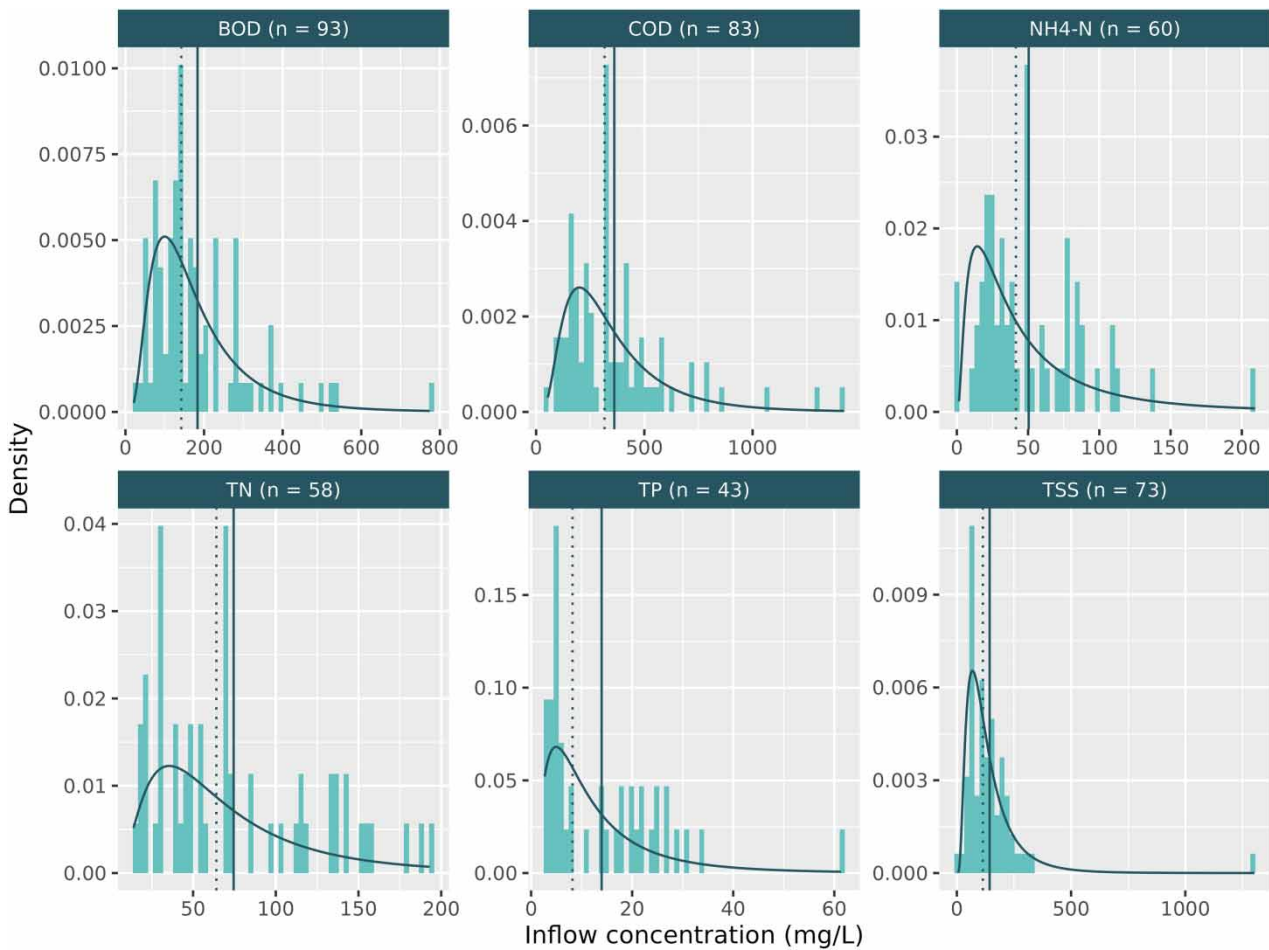 BOD (n = 93)
COD (n = 83)
NH4-N (n = 60)
0.0100
0.0075
0.0050
0.0025
0.0000
0 200 400 600 800
0.006
0.004
0.002
0.000
0 500 1000
0.03
0.02
0.01
0.00
0 50 100 150 200
Density
TN (n = 58)
TP (n = 43)
TSS (n = 73)
0.04
0.03
0.02
0.01
0.00
50 100 150 200
0.15
0.10
0.05
0.00
0 20 40 60
0.009
0.006
0.003
0.000
0 500 1000
Inflow concentration (mg/L)